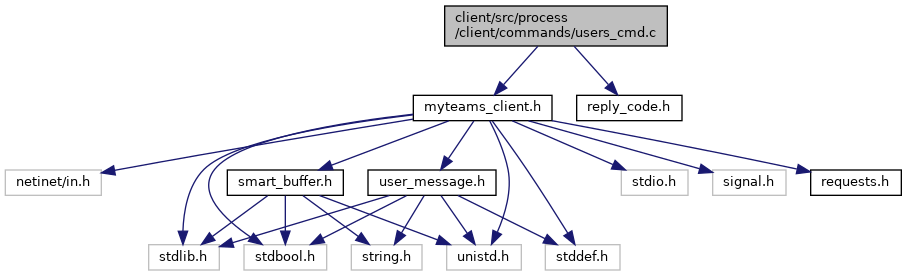 client/src/process
/client/commands/users_cmd.c
myteams_client.h
reply_code.h
netinet/in.h
smart_buffer.h
user_message.h
stdio.h
signal.h
requests.h
stdlib.h
stdbool.h
string.h
unistd.h
stddef.h